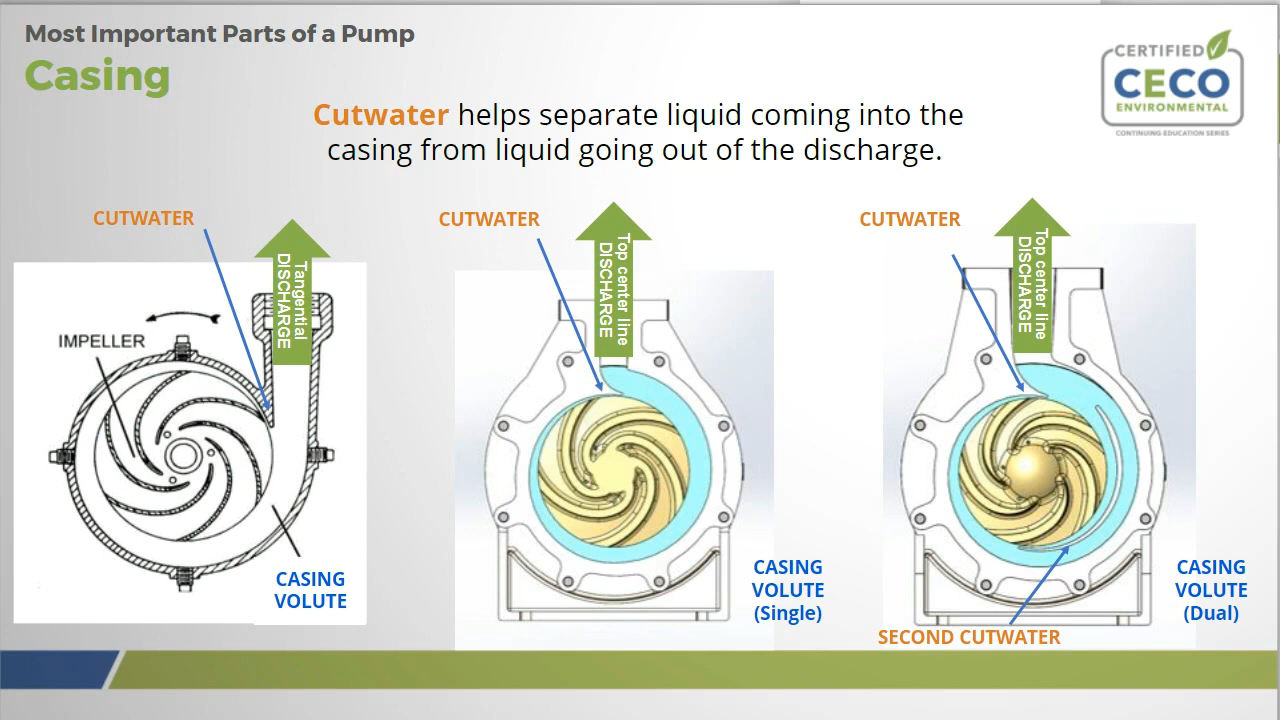 Most Important Parts of a Pump
Casing
CERTIFIED
CECO
ENVIRONMENTAL
CONTINUING EDUCATION SERIES
Cutwater helps separate liquid coming into the
casing from liquid going out of the discharge.
CUTWATER
Tangential
DISCHARGE
IMPELLER
CASING
VOLUTE
CUTWATER
Top center line
DISCHARGE
CASING
VOLUTE
(Single)
CUTWATER
Top center line
DISCHARGE
CASING
VOLUTE
(Dual)
SECOND CUTWATER